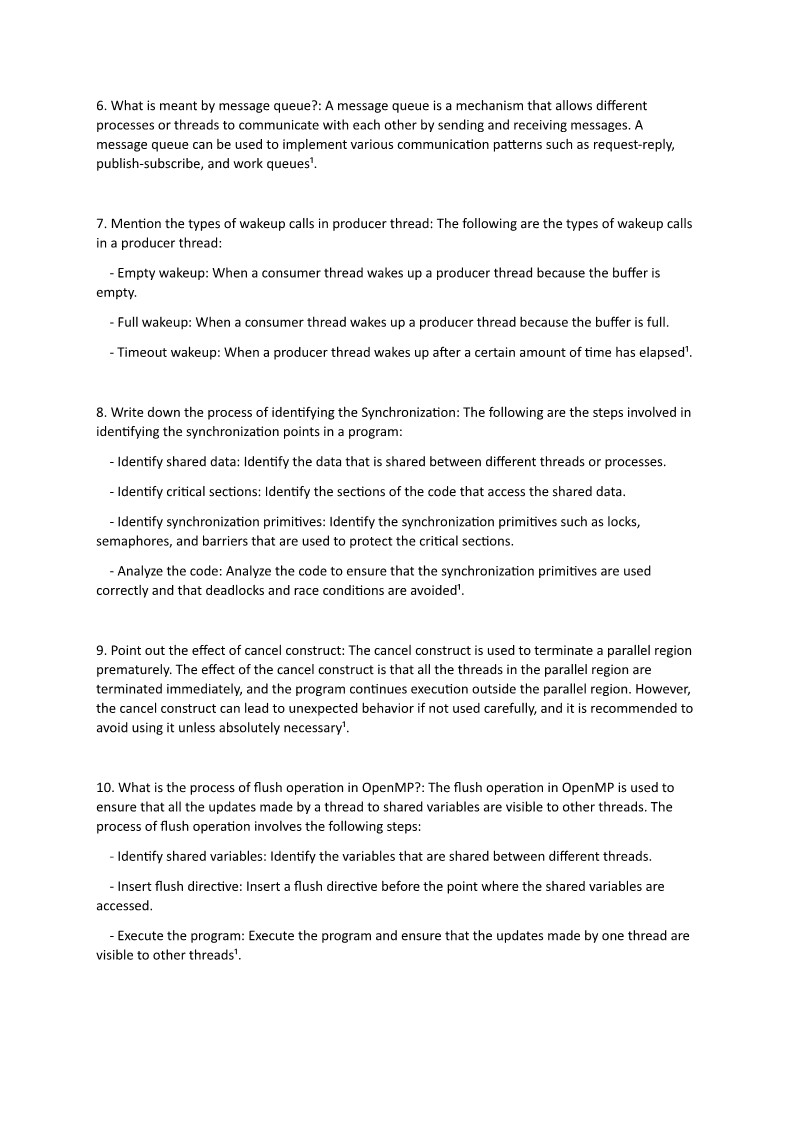 6. What is meant by message queue?: A message queue is a mechanism that allows different
processes or threads to communicate with each other by sending and receiving messages. A
message queue can be used to implement various communication patterns such as request-reply,
publish-subscribe, and work queues¹.
7. Mention the types of wakeup calls in producer thread: The following are the types of wakeup calls
in a producer thread:
- Empty wakeup: When a consumer thread wakes up a producer thread because the buffer is
empty.
- Full wakeup: When a consumer thread wakes up a producer thread because the buffer is full.
- Timeout wakeup: When a producer thread wakes up after a certain amount of time has elapsed¹.
8. Write down the process of identifying the Synchronization: The following are the steps involved in
identifying the synchronization points in a program:
- Identify shared data: Identify the data that is shared between different threads or processes.
- Identify critical sections: Identify the sections of the code that access the shared data.
- Identify synchronization primitives: Identify the synchronization primitives such as locks,
semaphores, and barriers that are used to protect the critical sections.
- Analyze the code: Analyze the code to ensure that the synchronization primitives are used
correctly and that deadlocks and race conditions are avoided¹.
9. Point out the effect of cancel construct: The cancel construct is used to terminate a parallel region
prematurely. The effect of the cancel construct is that all the threads in the parallel region are
terminated immediately, and the program continues execution outside the parallel region. However,
the cancel construct can lead to unexpected behavior if not used carefully, and it is recommended to
avoid using it unless absolutely necessary¹.
10. What is the process of flush operation in OpenMP?: The flush operation in OpenMP is used to
ensure that all the updates made by a thread to shared variables are visible to other threads. The
process of flush operation involves the following steps:
- Identify shared variables: Identify the variables that are shared between different threads.
- Insert flush directive: Insert a flush directive before the point where the shared variables are
accessed.
- Execute the program: Execute the program and ensure that the updates made by one thread are
visible to other threads¹.